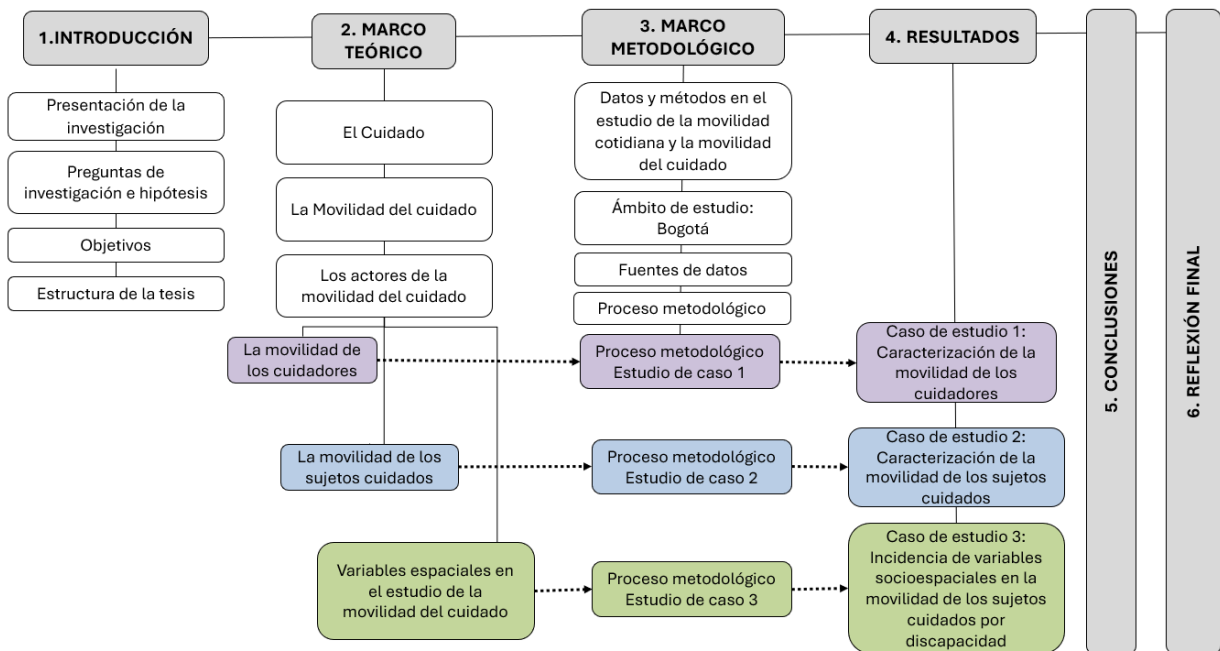 1.INTRODUCCIÓN
Presentación de la
investigación
Preguntas de
investigación e hipótesis
Objetivos
Estructura de la tesis
2. MARCO
TEÓRICO
El Cuidado
La Movilidad del cuidado
Los actores de la
movilidad del cuidado
La movilidad de
los cuidadores
La movilidad de los
sujetos cuidados
Variables espaciales en
el estudio de la
movilidad del cuidado
3. MARCO
METODOLÓGICO
Datos y métodos en el
estudio de la movilidad
cotidiana y la movilidad
del cuidado
Ámbito de estudio:
Bogotá
Fuentes de datos
Proceso metodológico
Proceso metodológico
Estudio de caso 1
Proceso metodológico
Estudio de caso 2
Proceso metodológico
Estudio de caso 3
4. RESULTADOS
Caso de estudio 1:
Caracterización de la
movilidad de los
cuidadores
Caso de estudio 2:
Caracterización de la
movilidad de los sujetos
cuidados
Caso de estudio 3:
Incidencia de variables
socioespaciales en la
movilidad de los sujetos
cuidados por
discapacidad
5. CONCLUSIONES
6. REFLEXIÓN FINAL